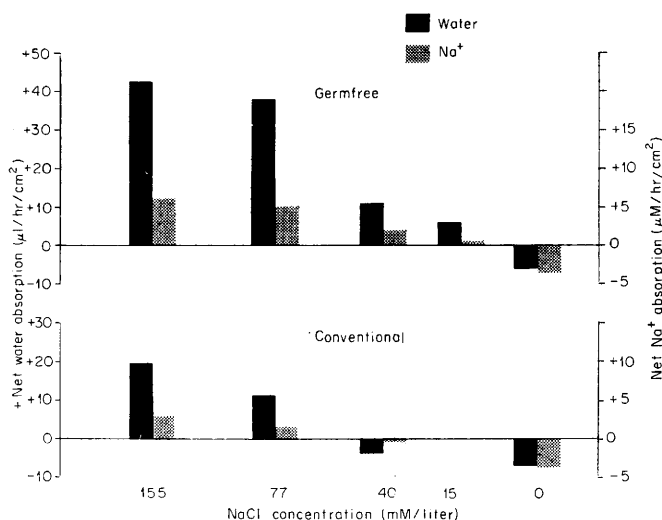 Water
Na+
Germfree
+50
+40
+30
+20
+10
0
-10
+15
+10
+5
0
-5
Conventional
+30
+20
+10
0
-10
+10
+5
0
-5
155 77 40 15 0
NaCl concentration (mM/liter)
+ Net water absorption (μl/hr/cm²)
Net Na+ absorption (μM/hr/cm²)